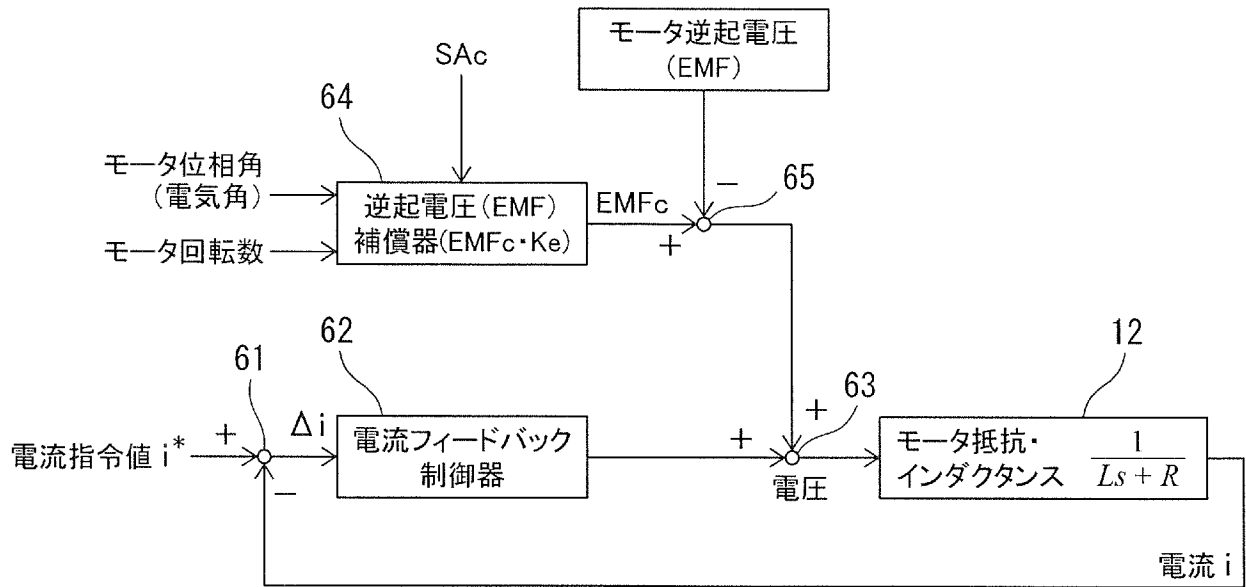 モータ逆起電圧
(EMF)
SAc
64
モータ位相角
(電気角)
モータ回転数
逆起電圧(EMF)
補償器(EMFc・Ke)
EMFc
+
−
65
61
62
12
63
電流指令値 i*
+
−
Δi
電流フィードバック
制御器
+
+
電圧
モータ抵抗・
インダクタンス
1
Ls + R
電流 i